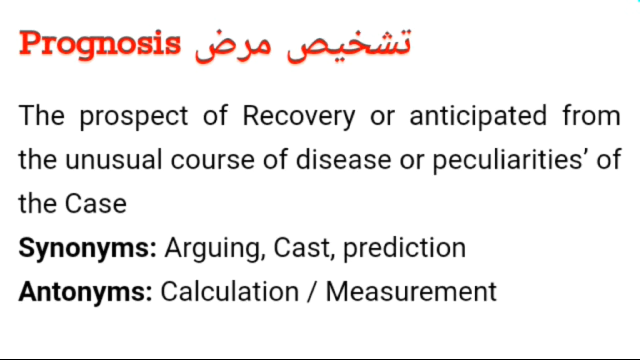 Prognosis تشخیص مرض
The prospect of Recovery or anticipated from
the unusual course of disease or peculiarities’ of
the Case
Synonyms: Arguing, Cast, prediction
Antonyms: Calculation / Measurement